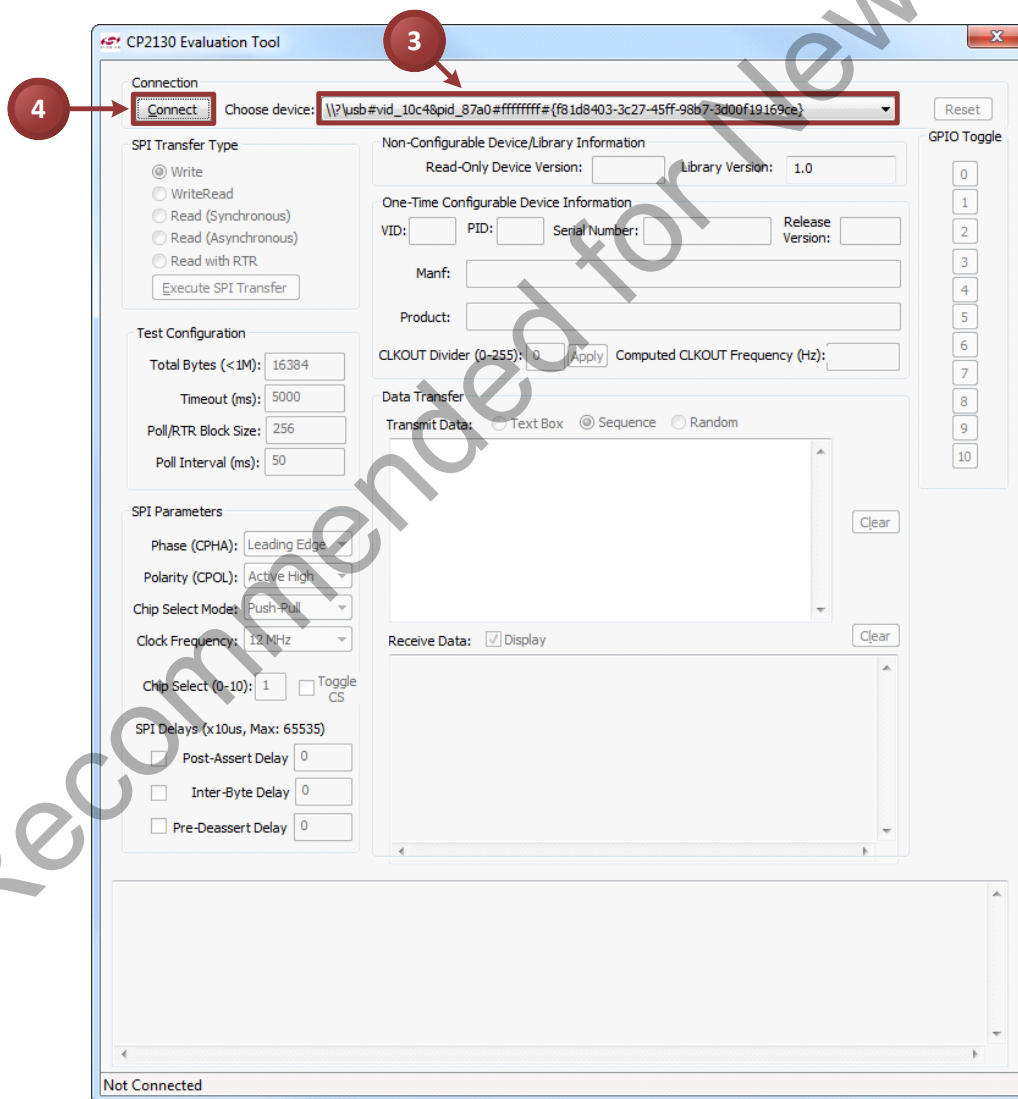 3
CP2130 Evaluation Tool
X
4
Connection
Connect Choose device: \\?\usb#vid_10c4&pid_87a0#ffffffff#{f81d8403-3c27-45ff-98b7-3d00f19169ce} Reset
SPI Transfer Type
Write
WriteRead
Read (Synchronous)
Read (Asynchronous)
Read with RTR
Execute SPI Transfer
Non-Configurable Device/Library Information
Read-Only Device Version: Library Version: 1.0
One-Time Configurable Device Information
VID: PID: Serial Number: Release Version:
Manf:
Product:
CLKOUT Divider (0-255): 0 Apply Computed CLKOUT Frequency (Hz):
GPIO Toggle
0
1
2
3
4
5
6
7
8
9
10
Test Configuration
Total Bytes (<1M): 16384
Timeout (ms): 5000
Poll/RTR Block Size: 256
Poll Interval (ms): 50
Data Transfer
Transmit Data: Text Box Sequence Random
Clear
Receive Data: Display Clear
SPI Parameters
Phase (CPHA): Leading Edge
Polarity (CPOL): Active High
Chip Select Mode: Push-Pull
Clock Frequency: 12 MHz
Chip Select (0-10): 1 Toggle CS
SPI Delays (x10us, Max: 65535)
Post-Assert Delay 0
Inter-Byte Delay 0
Pre-Deassert Delay 0
Not Connected
Recommended for New